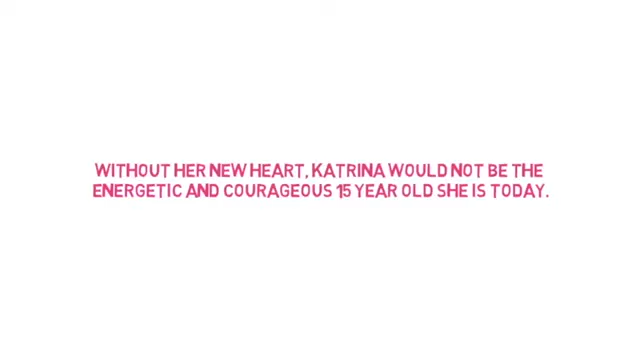 WITHOUT HER NEW HEART, KATRINA WOULD NOT BE THE
ENERGETIC AND COURAGEOUS 15 YEAR OLD SHE IS TODAY.